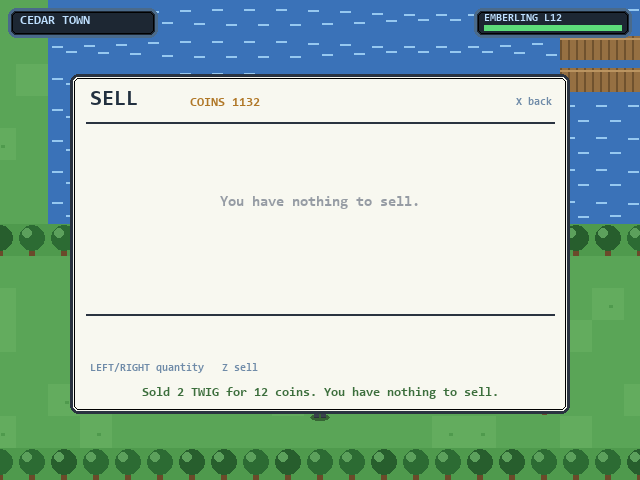 CEDAR TOWN
EMBERLING L12
SELL
COINS 1132
X back
You have nothing to sell.
LEFT/RIGHT quantity Z sell
Sold 2 TWIG for 12 coins. You have nothing to sell.